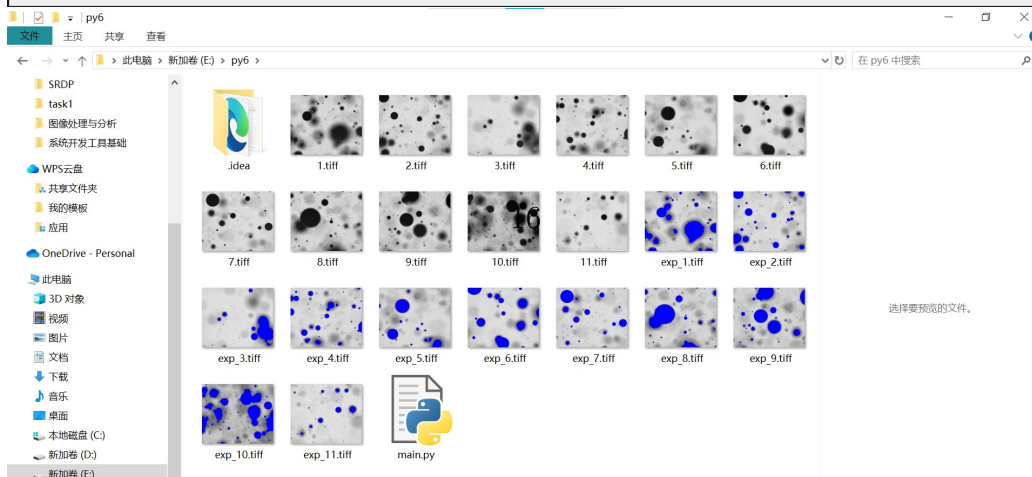 py6
文件 主页 共享 查看
此电脑 新加卷 (E:) py6
在 py6 中搜索
SRDP
task1
图像处理与分析
系统开发工具基础
WPS云盘
共享文件夹
我的模板
应用
OneDrive - Personal
此电脑
3D 对象
视频
图片
文档
下载
音乐
桌面
本地磁盘 (C:)
新加卷 (D:)
新加卷 (E:)
.idea 1.tiff 2.tiff 3.tiff 4.tiff 5.tiff 6.tiff
16
7.tiff 8.tiff 9.tiff 10.tiff 11.tiff exp_1.tiff exp_2.tiff
exp_3.tiff exp_4.tiff exp_5.tiff exp_6.tiff exp_7.tiff exp_8.tiff exp_9.tiff
exp_10.tiff exp_11.tiff main.py
选择要预览的文件。